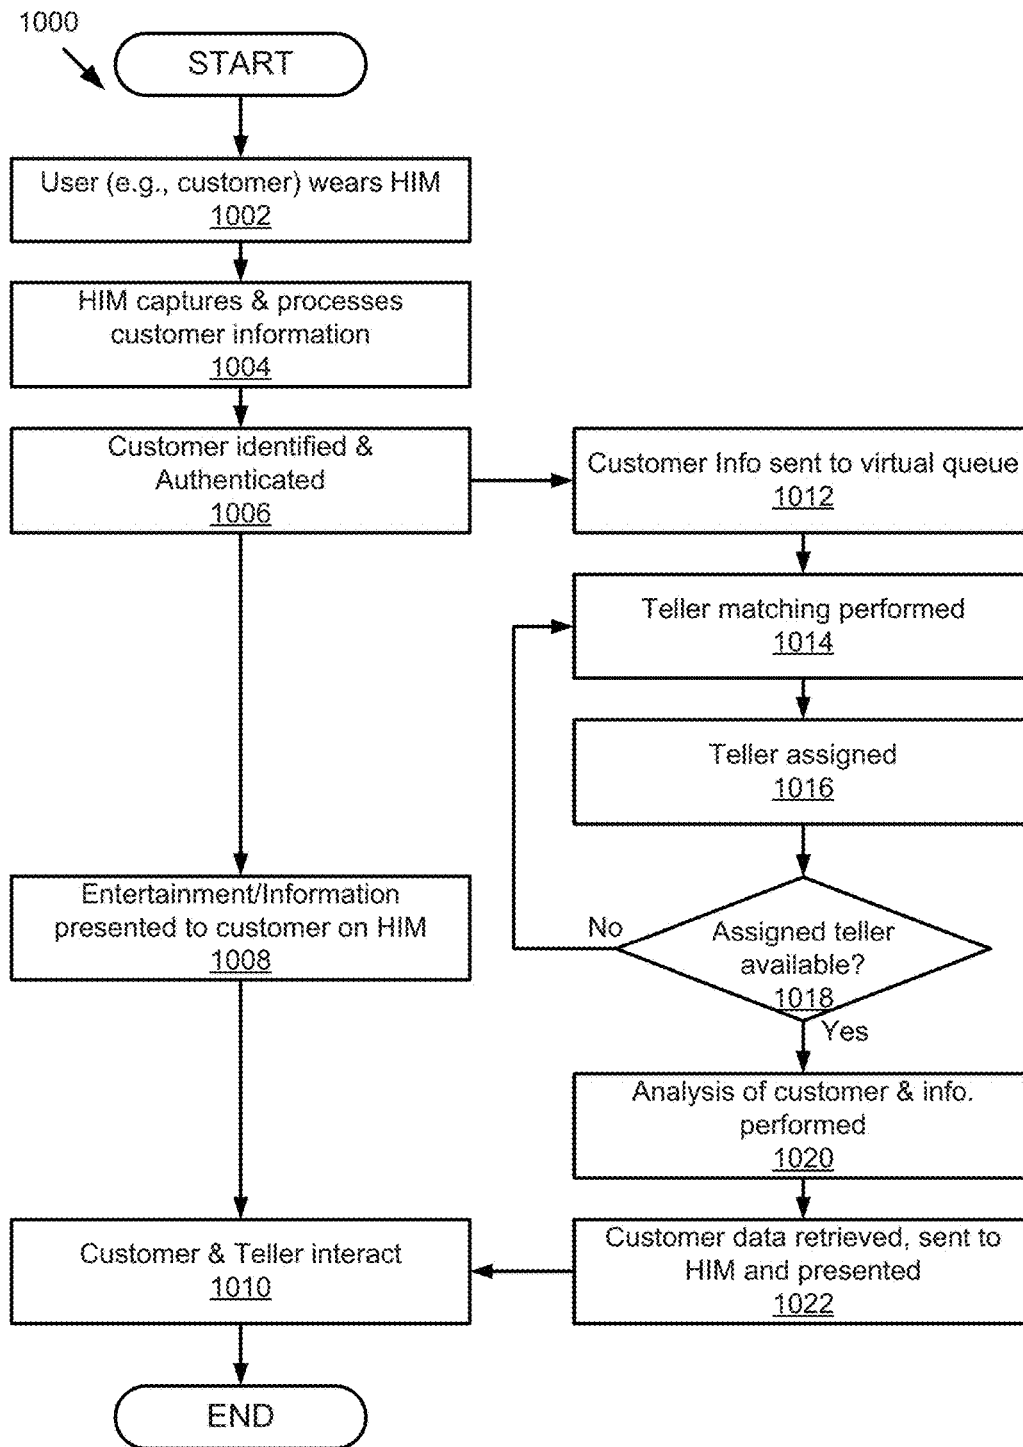 1000
START
User (e.g., customer) wears HIM
1002
HIM captures & processes
customer information
1004
Customer identified &
Authenticated
1006
Customer Info sent to virtual queue
1012
Teller matching performed
1014
Teller assigned
1016
Entertainment/Information
presented to customer on HIM
1008
No
Assigned teller
available?
1018
Yes
Analysis of customer & info.
performed
1020
Customer & Teller interact
1010
Customer data retrieved, sent to
HIM and presented
1022
END